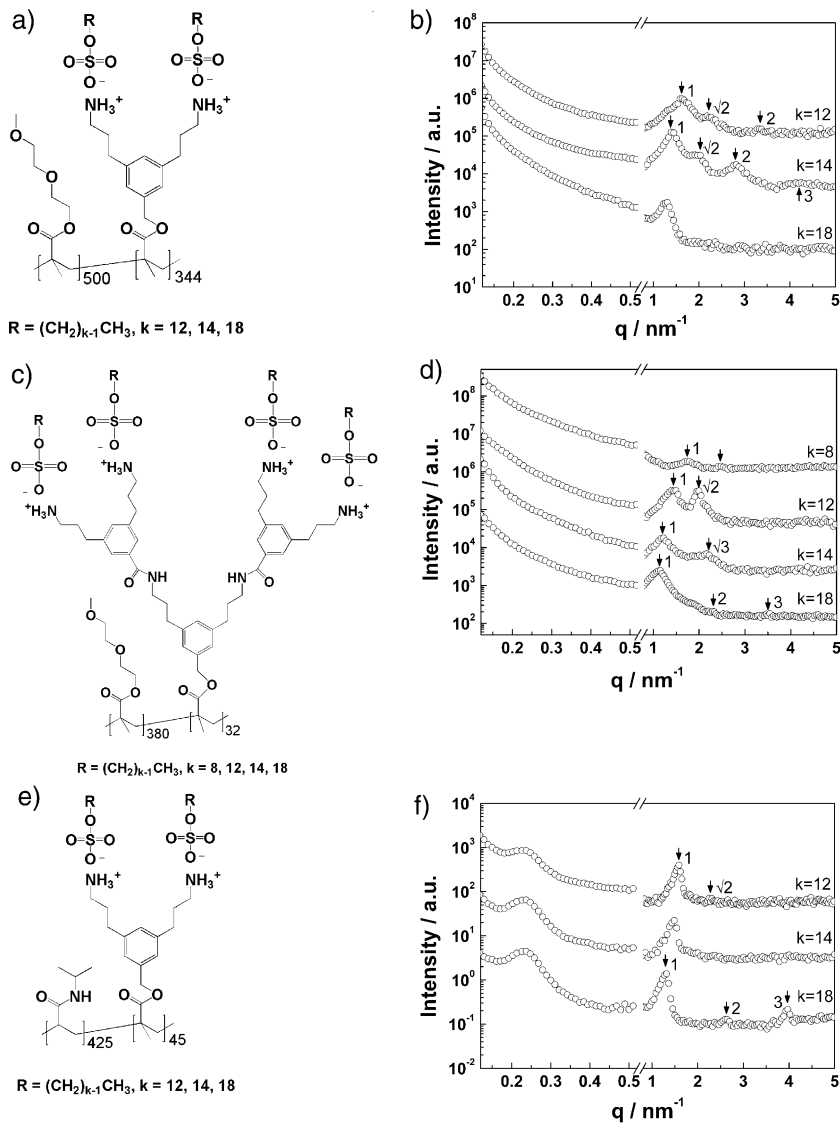 a)
R
R
O
O
O=S=O
O=S=O
O⁻
O⁻
NH₃⁺
NH₃⁺
O
O
O
O
O
O
500
344
R = (CH₂)k-1CH₃, k = 12, 14, 18
b)
10⁸
10⁷
10⁶
10⁵
10⁴
10³
10²
10¹
Intensity / a.u.
1
√2
2
k=12
1
√2
2
3
k=14
k=18
0.2
0.3
0.4
0.5
1
2
3
4
5
q / nm⁻¹
c)
R
R
R
R
O
O
O
O
O=S=O
O=S=O
O=S=O
O=S=O
⁻O
O⁻
O⁻
⁻O
⁺H₃N
⁺H₃N
NH₃⁺
NH₃⁺
O
NH
HN
O
O
O
O
O
O
O
380
32
R = (CH₂)k-1CH₃, k = 8, 12, 14, 18
d)
10⁸
10⁷
10⁶
10⁵
10⁴
10³
10²
Intensity / a.u.
1
k=8
1
√2
k=12
1
√3
k=14
1
2
3
k=18
0.2
0.3
0.4
0.5
1
2
3
4
5
q / nm⁻¹
e)
R
R
O
O
O=S=O
O=S=O
O⁻
O⁻
NH₃⁺
NH₃⁺
O
NH
O
O
425
45
R = (CH₂)k-1CH₃, k = 12, 14, 18
f)
10⁴
10³
10²
10¹
10⁰
10⁻¹
10⁻²
Intensity / a.u.
1
√2
k=12
k=14
1
2
3
k=18
0.2
0.3
0.4
0.5
1
2
3
4
5
q / nm⁻¹